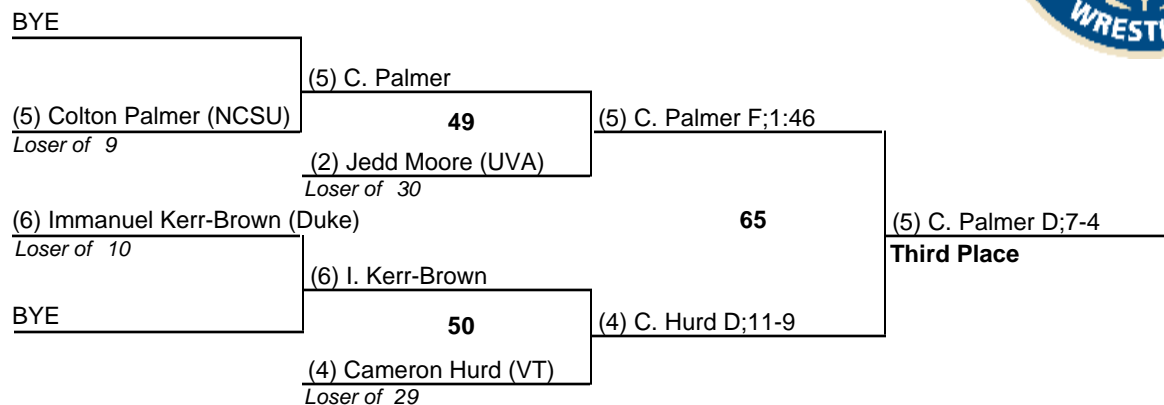 BYE
(5) C. Palmer
(5) Colton Palmer (NCSU)
Loser of 9
49
(5) C. Palmer F;1:46
(2) Jedd Moore (UVA)
Loser of 30
(6) Immanuel Kerr-Brown (Duke)
Loser of 10
65
(5) C. Palmer D;7-4
Third Place
(6) I. Kerr-Brown
BYE
50
(4) C. Hurd D;11-9
(4) Cameron Hurd (VT)
Loser of 29